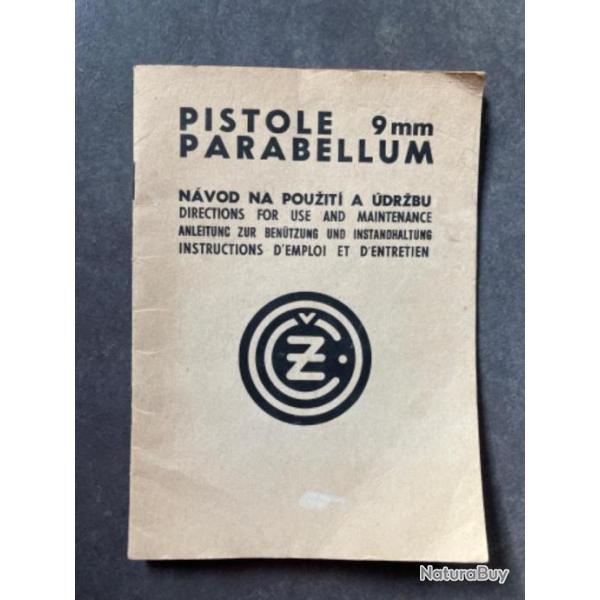 PISTOLE 9mm
PARABELLUM
NÁVOD NA POUŽITÍ A ÚDRŽBU
DIRECTIONS FOR USE AND MAINTENANCE
ANLEITUNG ZUR BENÜTZUNG UND INSTANDHALTUNG
INSTRUCTIONS D'EMPLOI ET D'ENTRETIEN
ČZ
NaturaBuy